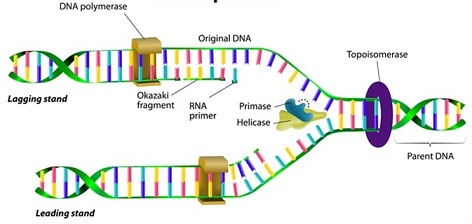 DNA polymerase
Original DNA
Topoisomerase
Lagging stand
Okazaki
fragment
RNA
primer
Primase
Helicase
Parent DNA
Leading stand